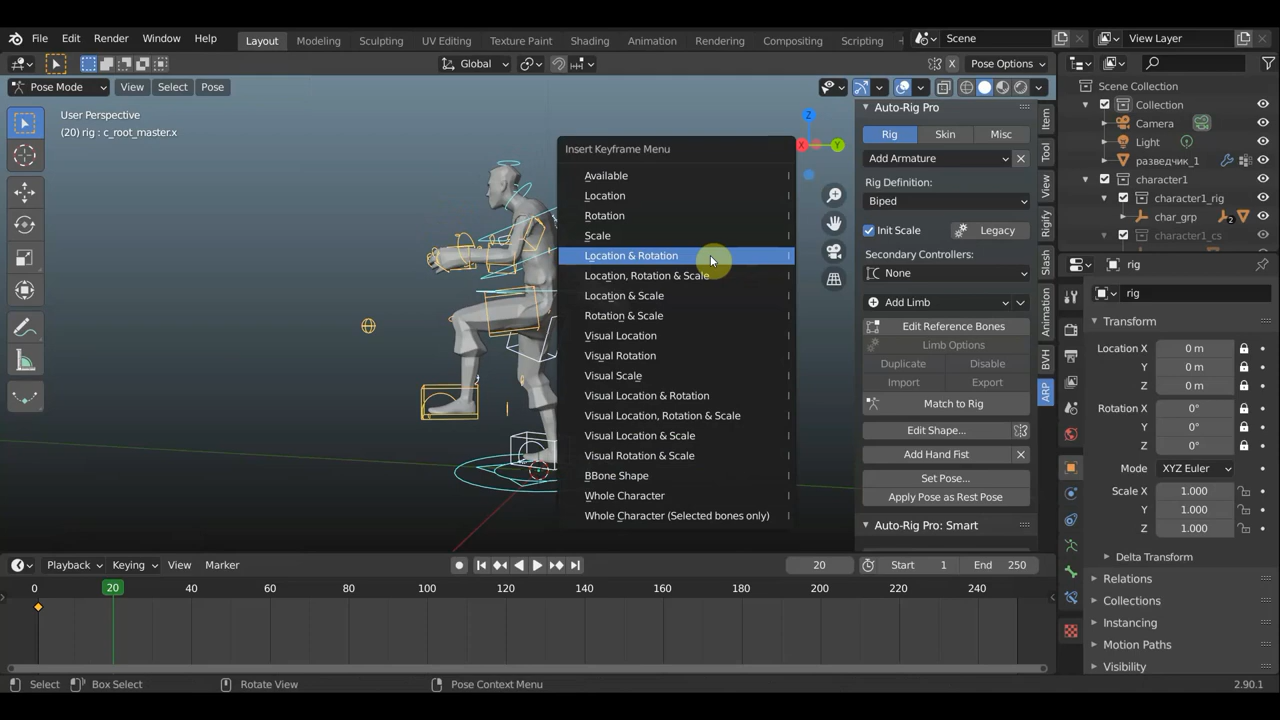 File Edit Render Window Help Layout Modeling Sculpting UV Editing Texture Paint Shading Animation Rendering Compositing Scripting + Scene View Layer
Global X Pose Options
Pose Mode View Select Pose
User Perspective
(20) rig : c_root_master.x
Z
X
Y
Insert Keyframe Menu
Available I
Location I
Rotation I
Scale I
Location & Rotation I
Location, Rotation & Scale I
Location & Scale I
Rotation & Scale I
Visual Location I
Visual Rotation I
Visual Scale I
Visual Location & Rotation I
Visual Location, Rotation & Scale I
Visual Location & Scale I
Visual Rotation & Scale I
BBone Shape I
Whole Character I
Whole Character (Selected bones only) I
Auto-Rig Pro
Rig Skin Misc
Add Armature
Rig Definition:
Biped
Init Scale Legacy
Secondary Controllers:
None
Add Limb
Edit Reference Bones
Limb Options
Duplicate Disable
Import Export
Match to Rig
Edit Shape...
Add Hand Fist
Set Pose...
Apply Pose as Rest Pose
Auto-Rig Pro: Smart
Item
Tool
View
Rigify
Slash
Animation
BVH
ARP
Scene Collection
Collection
Camera
Light
разведчик_1
character1
character1_rig
char_grp 2
character1_cs
rig
rig
Transform
Location X 0 m
Y 0 m
Z 0 m
Rotation X 0°
Y 0°
Z 0°
Mode XYZ Euler
Scale X 1.000
Y 1.000
Z 1.000
Delta Transform
Relations
Collections
Instancing
Motion Paths
Visibility
Playback Keying View Marker 20 Start 1 End 250
0 20 40 60 80 100 120 140 160 180 200 220 240
Select Box Select Rotate View Pose Context Menu 2.90.1